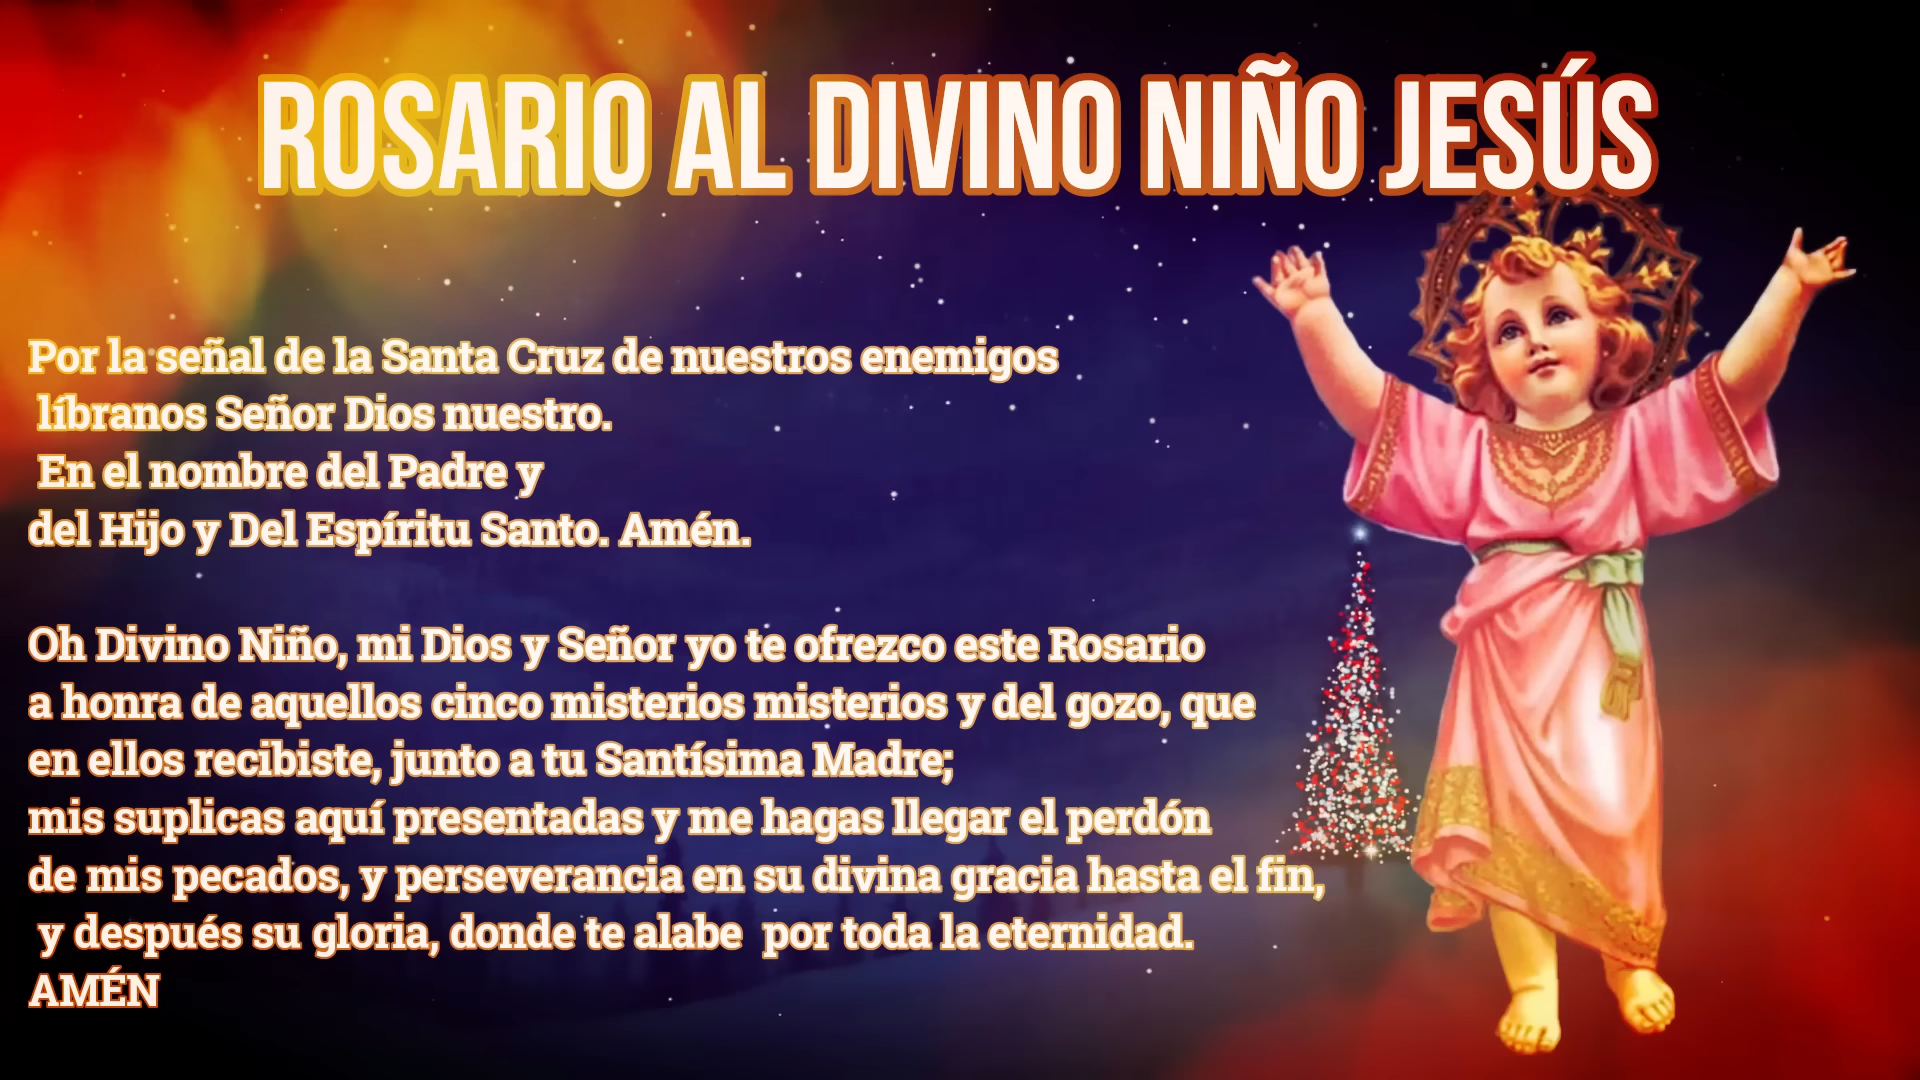 ROSARIO AL DIVINO NIÑO JESÚS
Por la señal de la Santa Cruz de nuestros enemigos
líbranos Señor Dios nuestro.
En el nombre del Padre y
del Hijo y Del Espíritu Santo. Amén.
Oh Divino Niño, mi Dios y Señor yo te ofrezco este Rosario
a honra de aquellos cinco misterios misterios y del gozo, que
en ellos recibiste, junto a tu Santísima Madre;
mis suplicas aquí presentadas y me hagas llegar el perdón
de mis pecados, y perseverancia en su divina gracia hasta el fin,
y después su gloria, donde te alabe  por toda la eternidad.
AMÉN